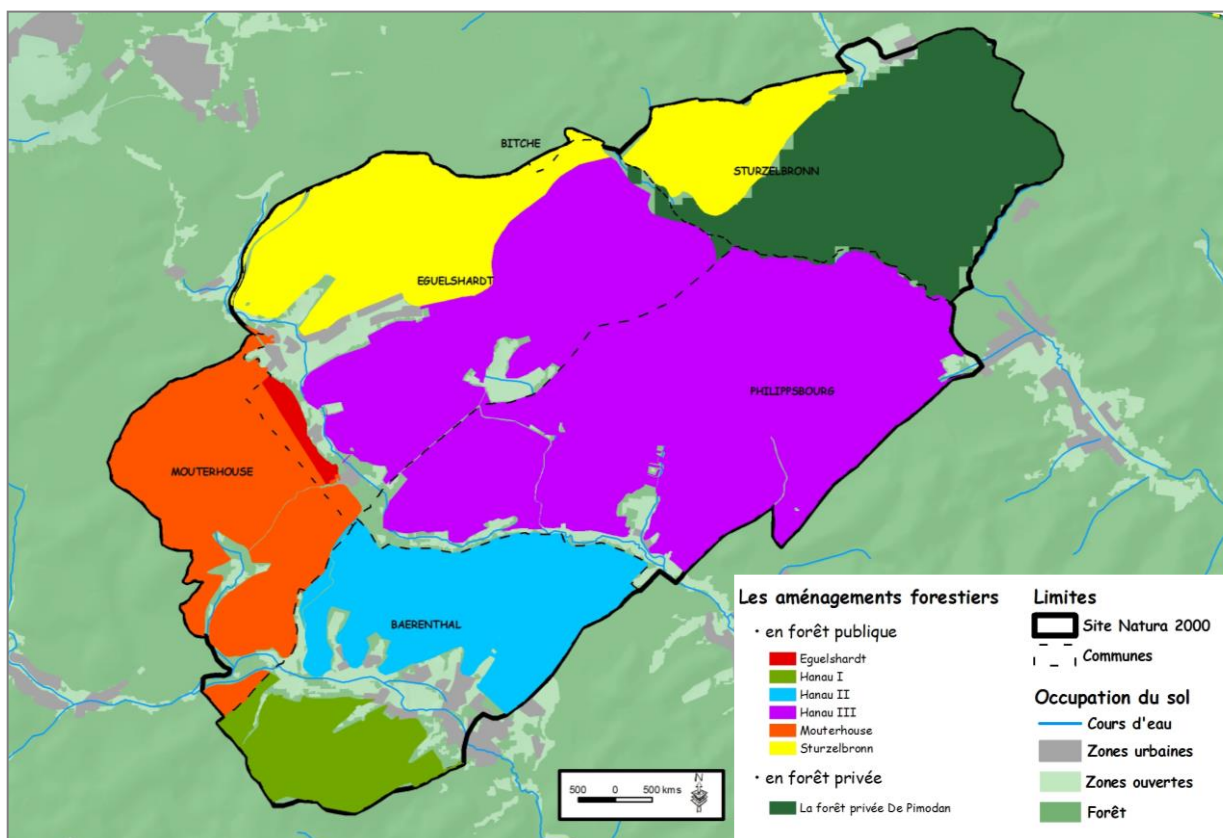 BITCHE
STURZELBRONN
EGUELSHARDT
PHILIPPSBOURG
MOUTERHOUSE
BAERENTHAL
500 0 500 kms
N
Les aménagements forestiers
• en forêt publique
Eguelshardt
Hanau I
Hanau II
Hanau III
Mouterhouse
Sturzelbronn
• en forêt privée
La forêt privée De Pimodan
Limites
Site Natura 2000
Communes
Occupation du sol
Cours d'eau
Zones urbaines
Zones ouvertes
Forêt